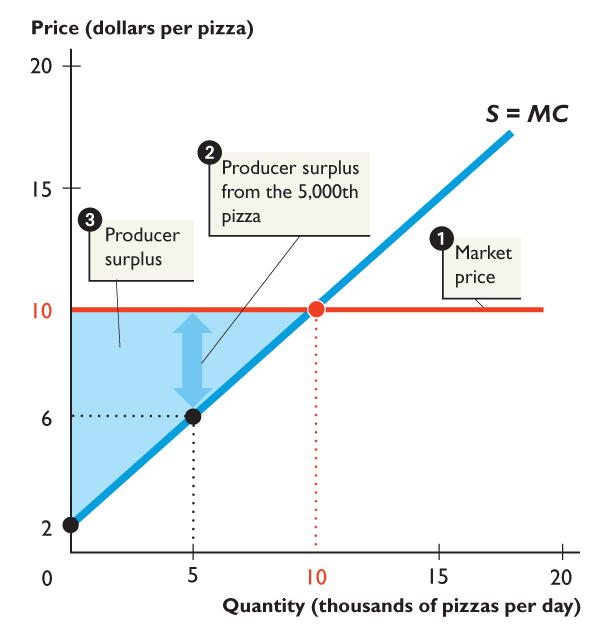 Price (dollars per pizza)
20
S = MC
2
Producer surplus
from the 5,000th
pizza
15
3
Producer
surplus
1
Market
price
10
6
2
0
5
10
15
20
Quantity (thousands of pizzas per day)